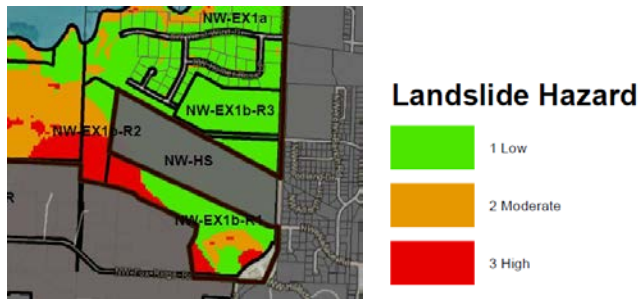 NW-EX1a
NW-EX1b-R3
NW-EX1b-R2
NW-HS
R
NW-EX1b-R1
Landslide Hazard
1 Low
2 Moderate
3 High